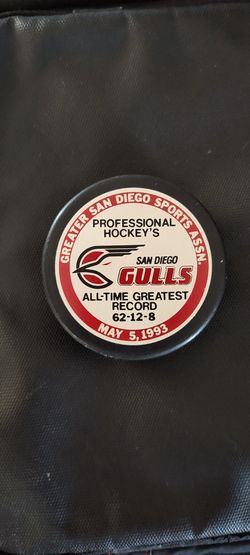 GREATER SAN DIEGO SPORTS ASSN.
PROFESSIONAL
HOCKEY'S
SAN DIEGO
GULLS
ALL-TIME GREATEST
RECORD
62-12-8
MAY 5, 1993